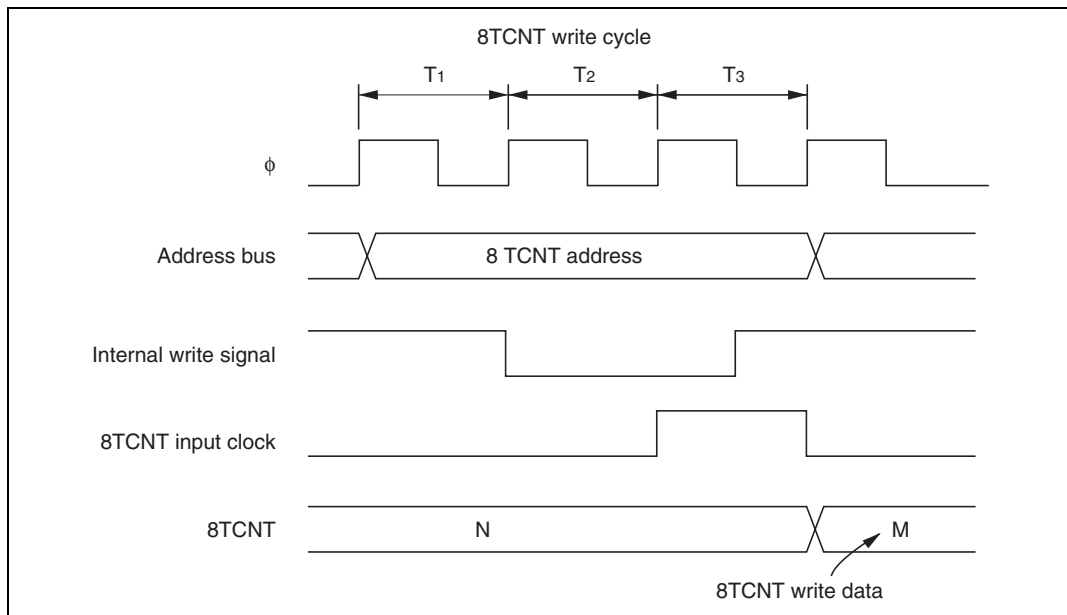 8TCNT write cycle
T1 T2 T3
ϕ
Address bus 8 TCNT address
Internal write signal
8TCNT input clock
8TCNT N M
8TCNT write data